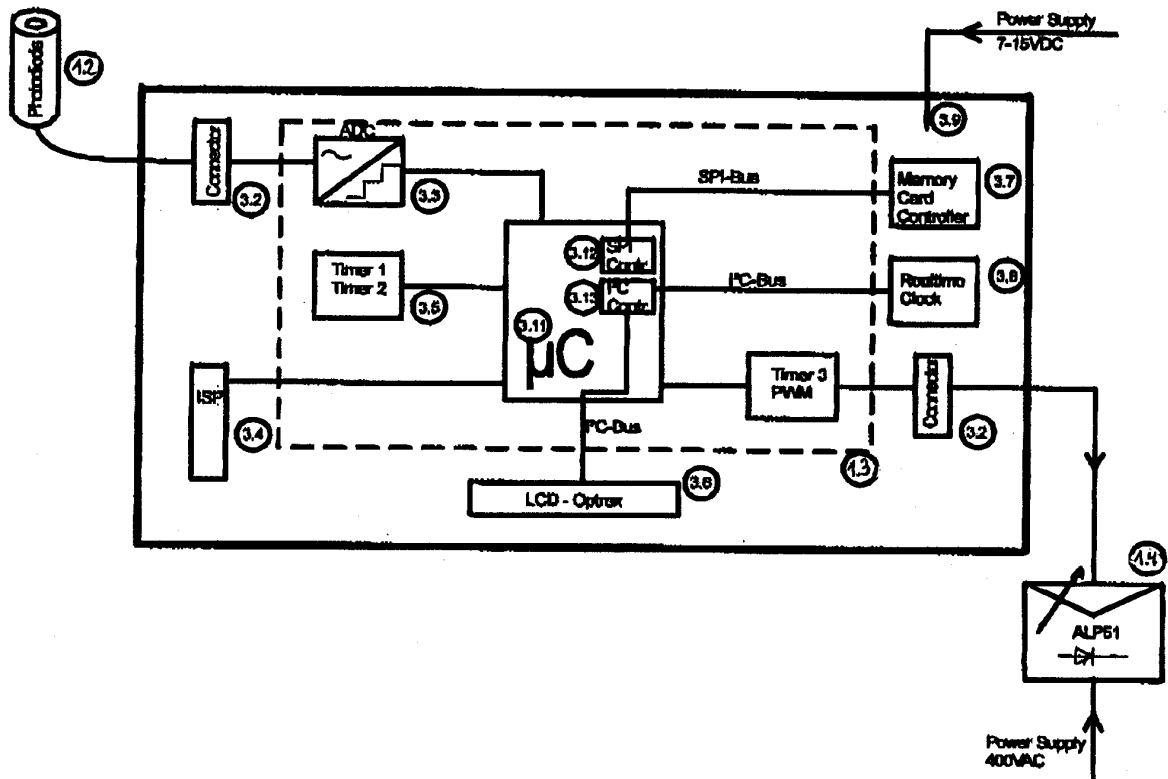 Photodiode
1.2
Power Supply
7-15VDC
3.9
Connector
3.2
ADC
3.3
SPI-Bus
Memory
Card
Controller
3.7
Timer 1
Timer 2
3.5
3.12
SPI
Contr.
3.13
I²C
Contr.
I²C-Bus
Realtime
Clock
3.8
3.11
µC
ISP
3.4
Timer 3
PWM
Connector
3.2
I²C-Bus
1.3
LCD - Optrex
3.6
1.4
ALP51
Power Supply
400VAC